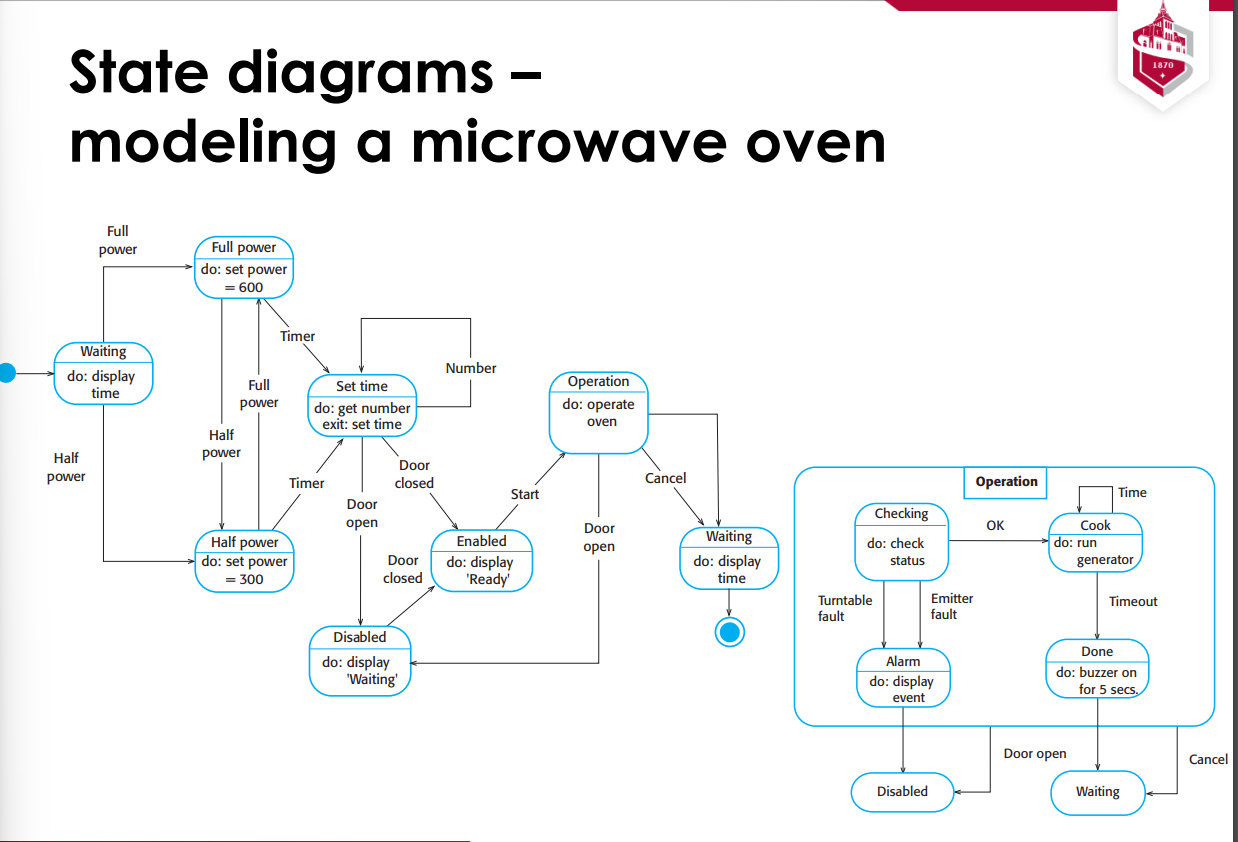 State diagrams –
modeling a microwave oven
1870
Full
power
Full power
do: set power
= 600
Timer
Waiting
do: display
time
Full
power
Half
power
Half
power
Set time
do: get number
exit: set time
Number
Timer
Door
open
Door
closed
Half power
do: set power
= 300
Door
closed
Enabled
do: display
'Ready'
Start
Disabled
do: display
'Waiting'
Operation
do: operate
oven
Cancel
Door
open
Waiting
do: display
time
Operation
Checking
do: check
status
OK
Time
Cook
do: run
generator
Turntable
fault
Emitter
fault
Timeout
Alarm
do: display
event
Done
do: buzzer on
for 5 secs.
Door open
Cancel
Disabled
Waiting